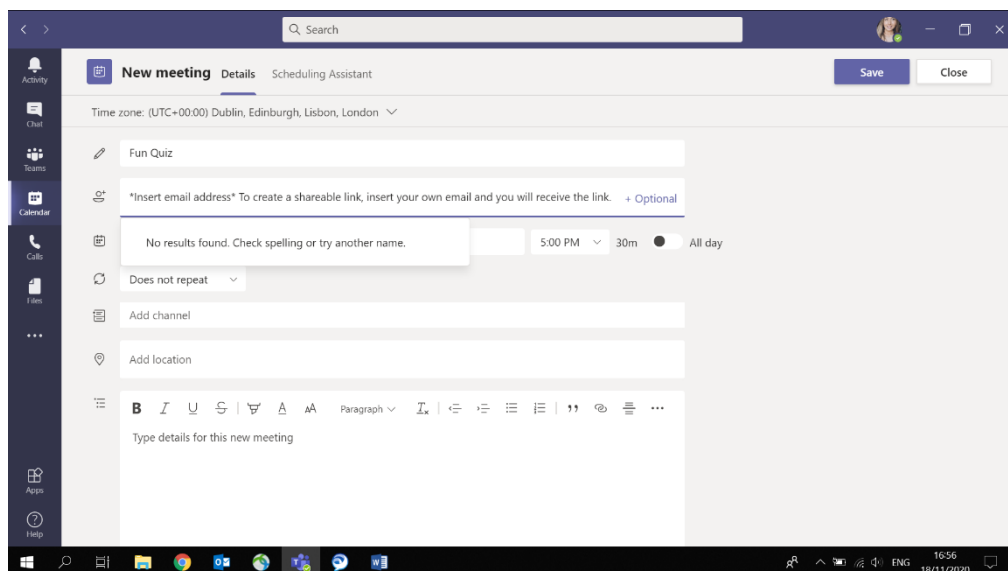 Search
Activity
Chat
Teams
Calendar
Calls
Files
Apps
Help
New meeting Details Scheduling Assistant Save Close
Time zone: (UTC+00:00) Dublin, Edinburgh, Lisbon, London
Fun Quiz
*Insert email address* To create a shareable link, insert your own email and you will receive the link. + Optional
No results found. Check spelling or try another name. 5:00 PM 30m All day
Does not repeat
Add channel
Add location
B I U S A AA Paragraph
Type details for this new meeting
ENG 16:56
18/11/2020